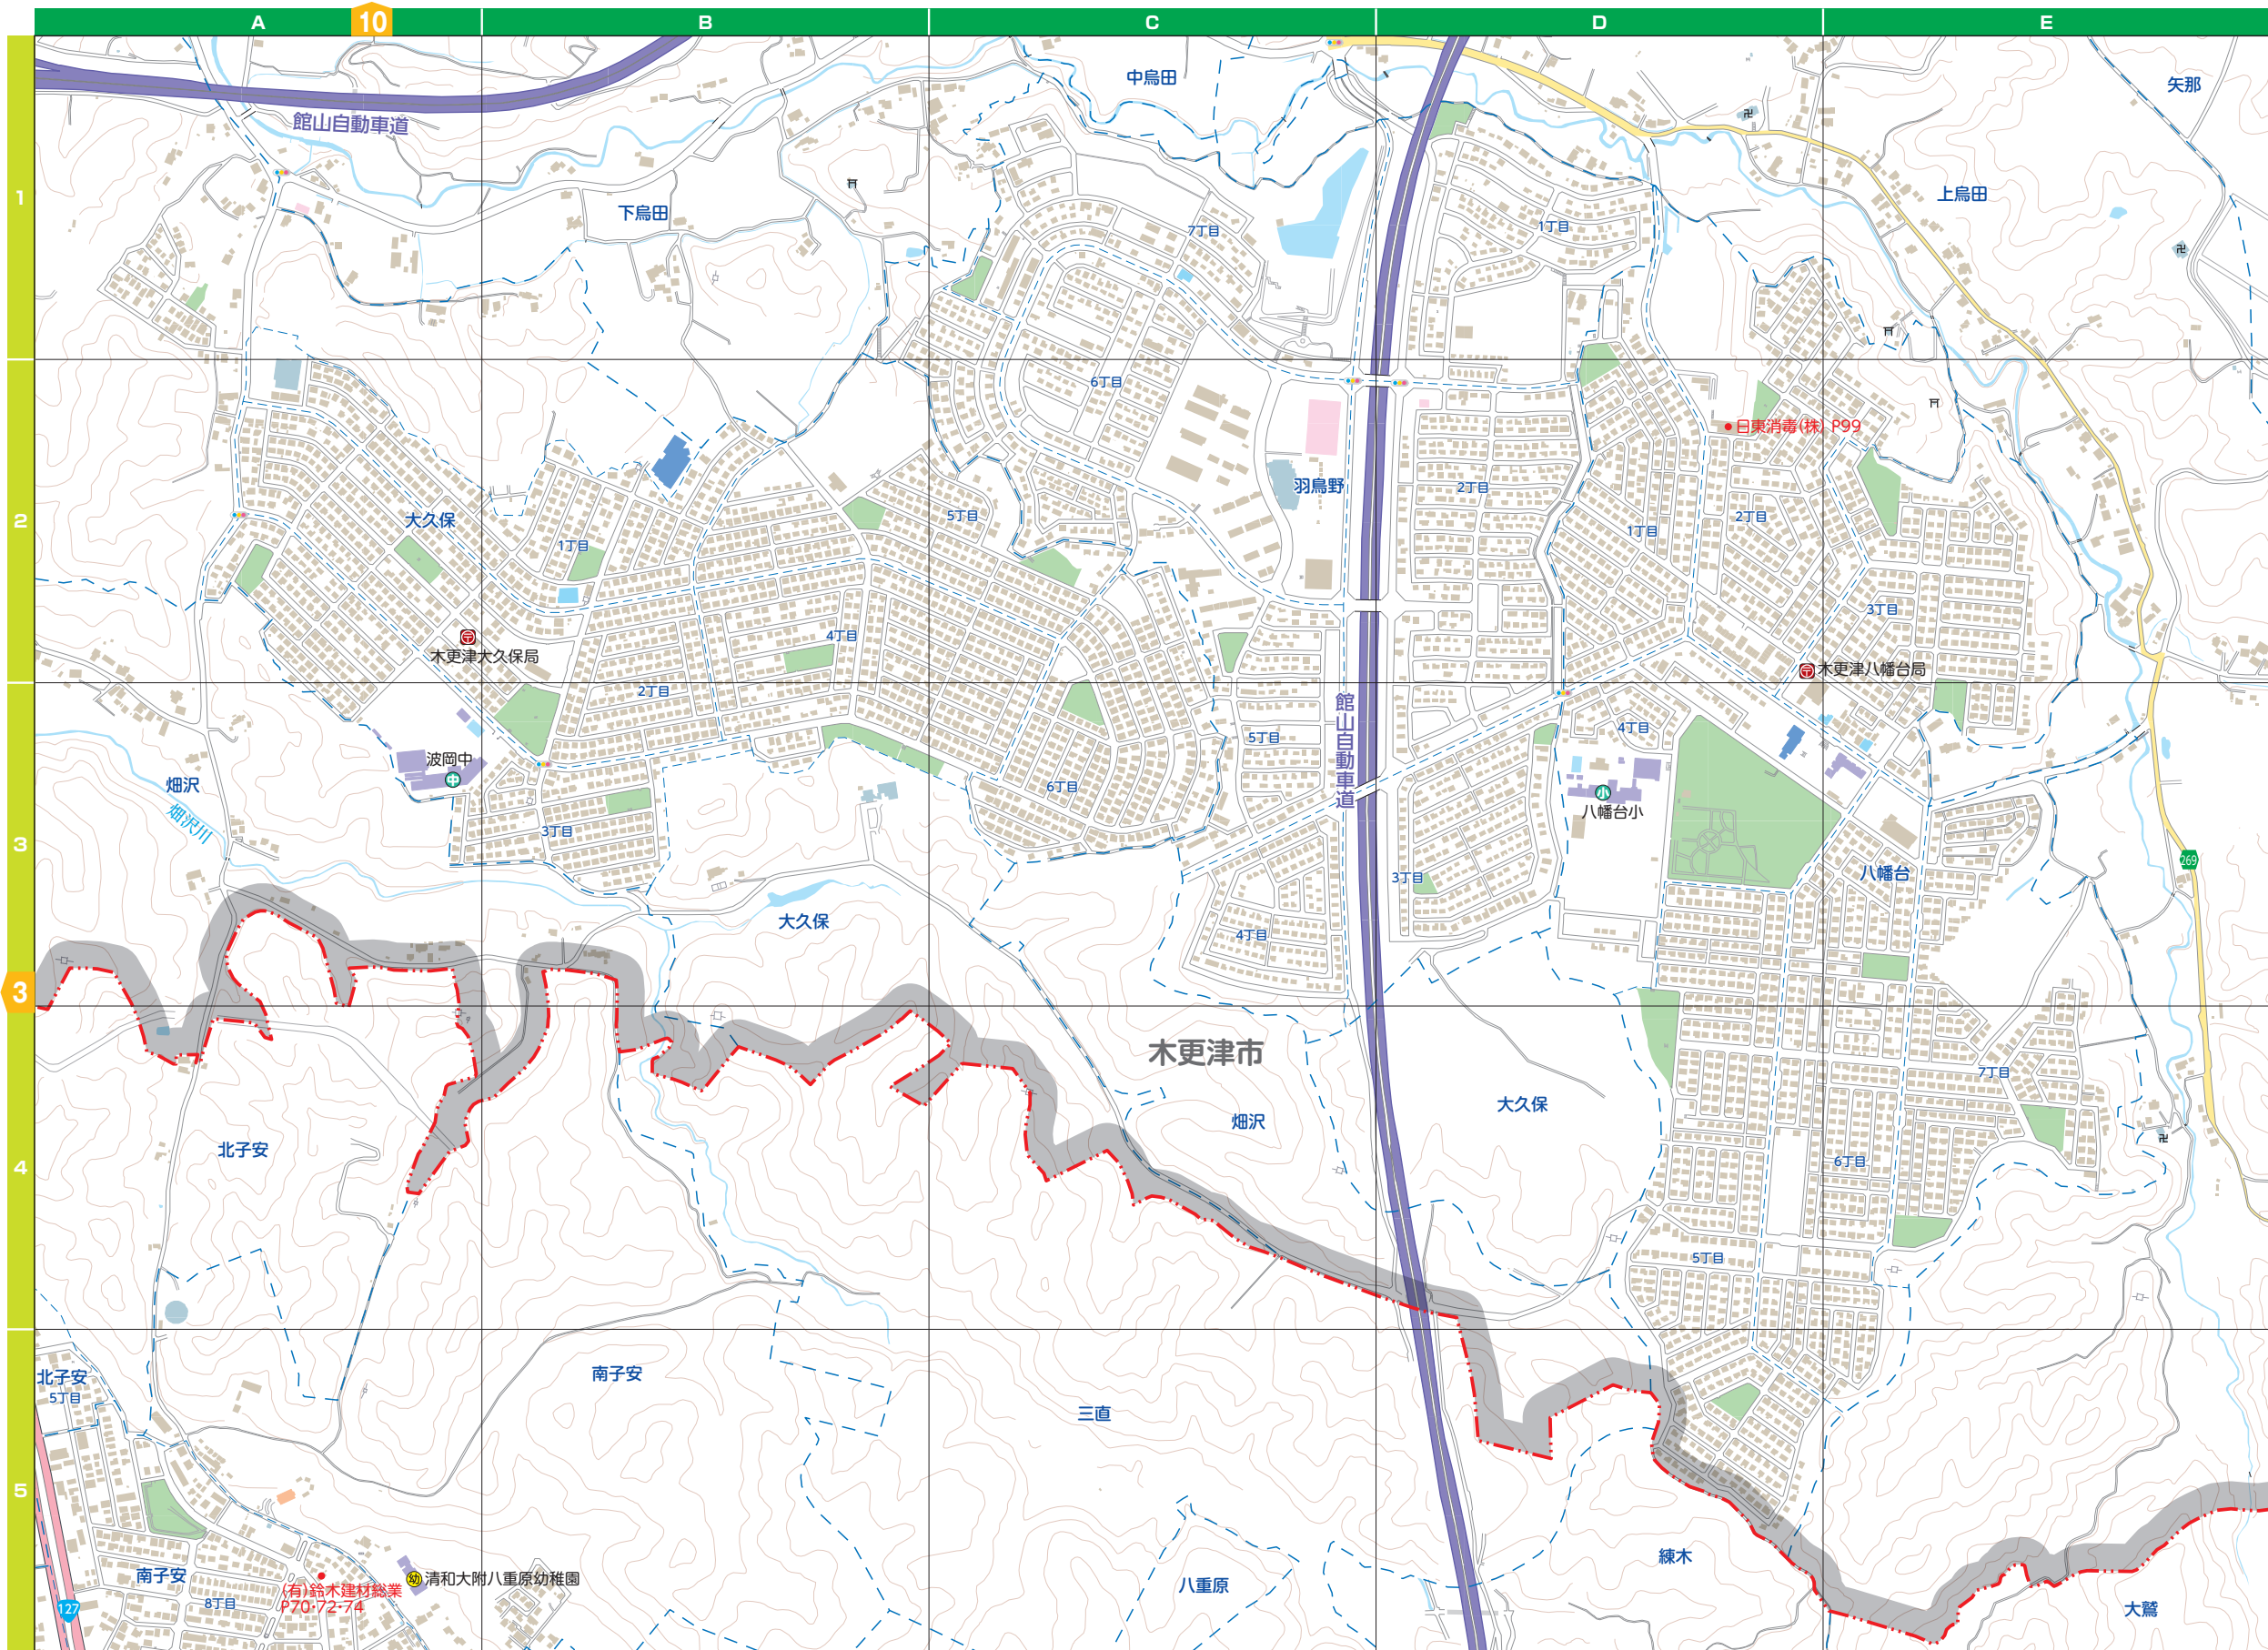 A
10
B
C
D
E
中烏田
矢那
館山自動車道
1
下烏田
7丁目
1丁目
上烏田
6丁目
日東消毒(株) P99
羽鳥野
2丁目
2
大久保
5丁目
1丁目
1丁目
2丁目
3丁目
4丁目
木更津大久保局
木更津八幡台局
2丁目
館山自動車道
4丁目
5丁目
波岡中
中
畑沢
6丁目
小
八幡台小
畑沢川
3丁目
3
269
3丁目
八幡台
大久保
4丁目
3
木更津市
7丁目
大久保
畑沢
北子安
4
6丁目
5丁目
北子安
5丁目
南子安
三直
5
練木
南子安
幼
清和大附八重原幼稚園
(有)鈴木建材総業
P70・72・74
8丁目
八重原
127
大鷲